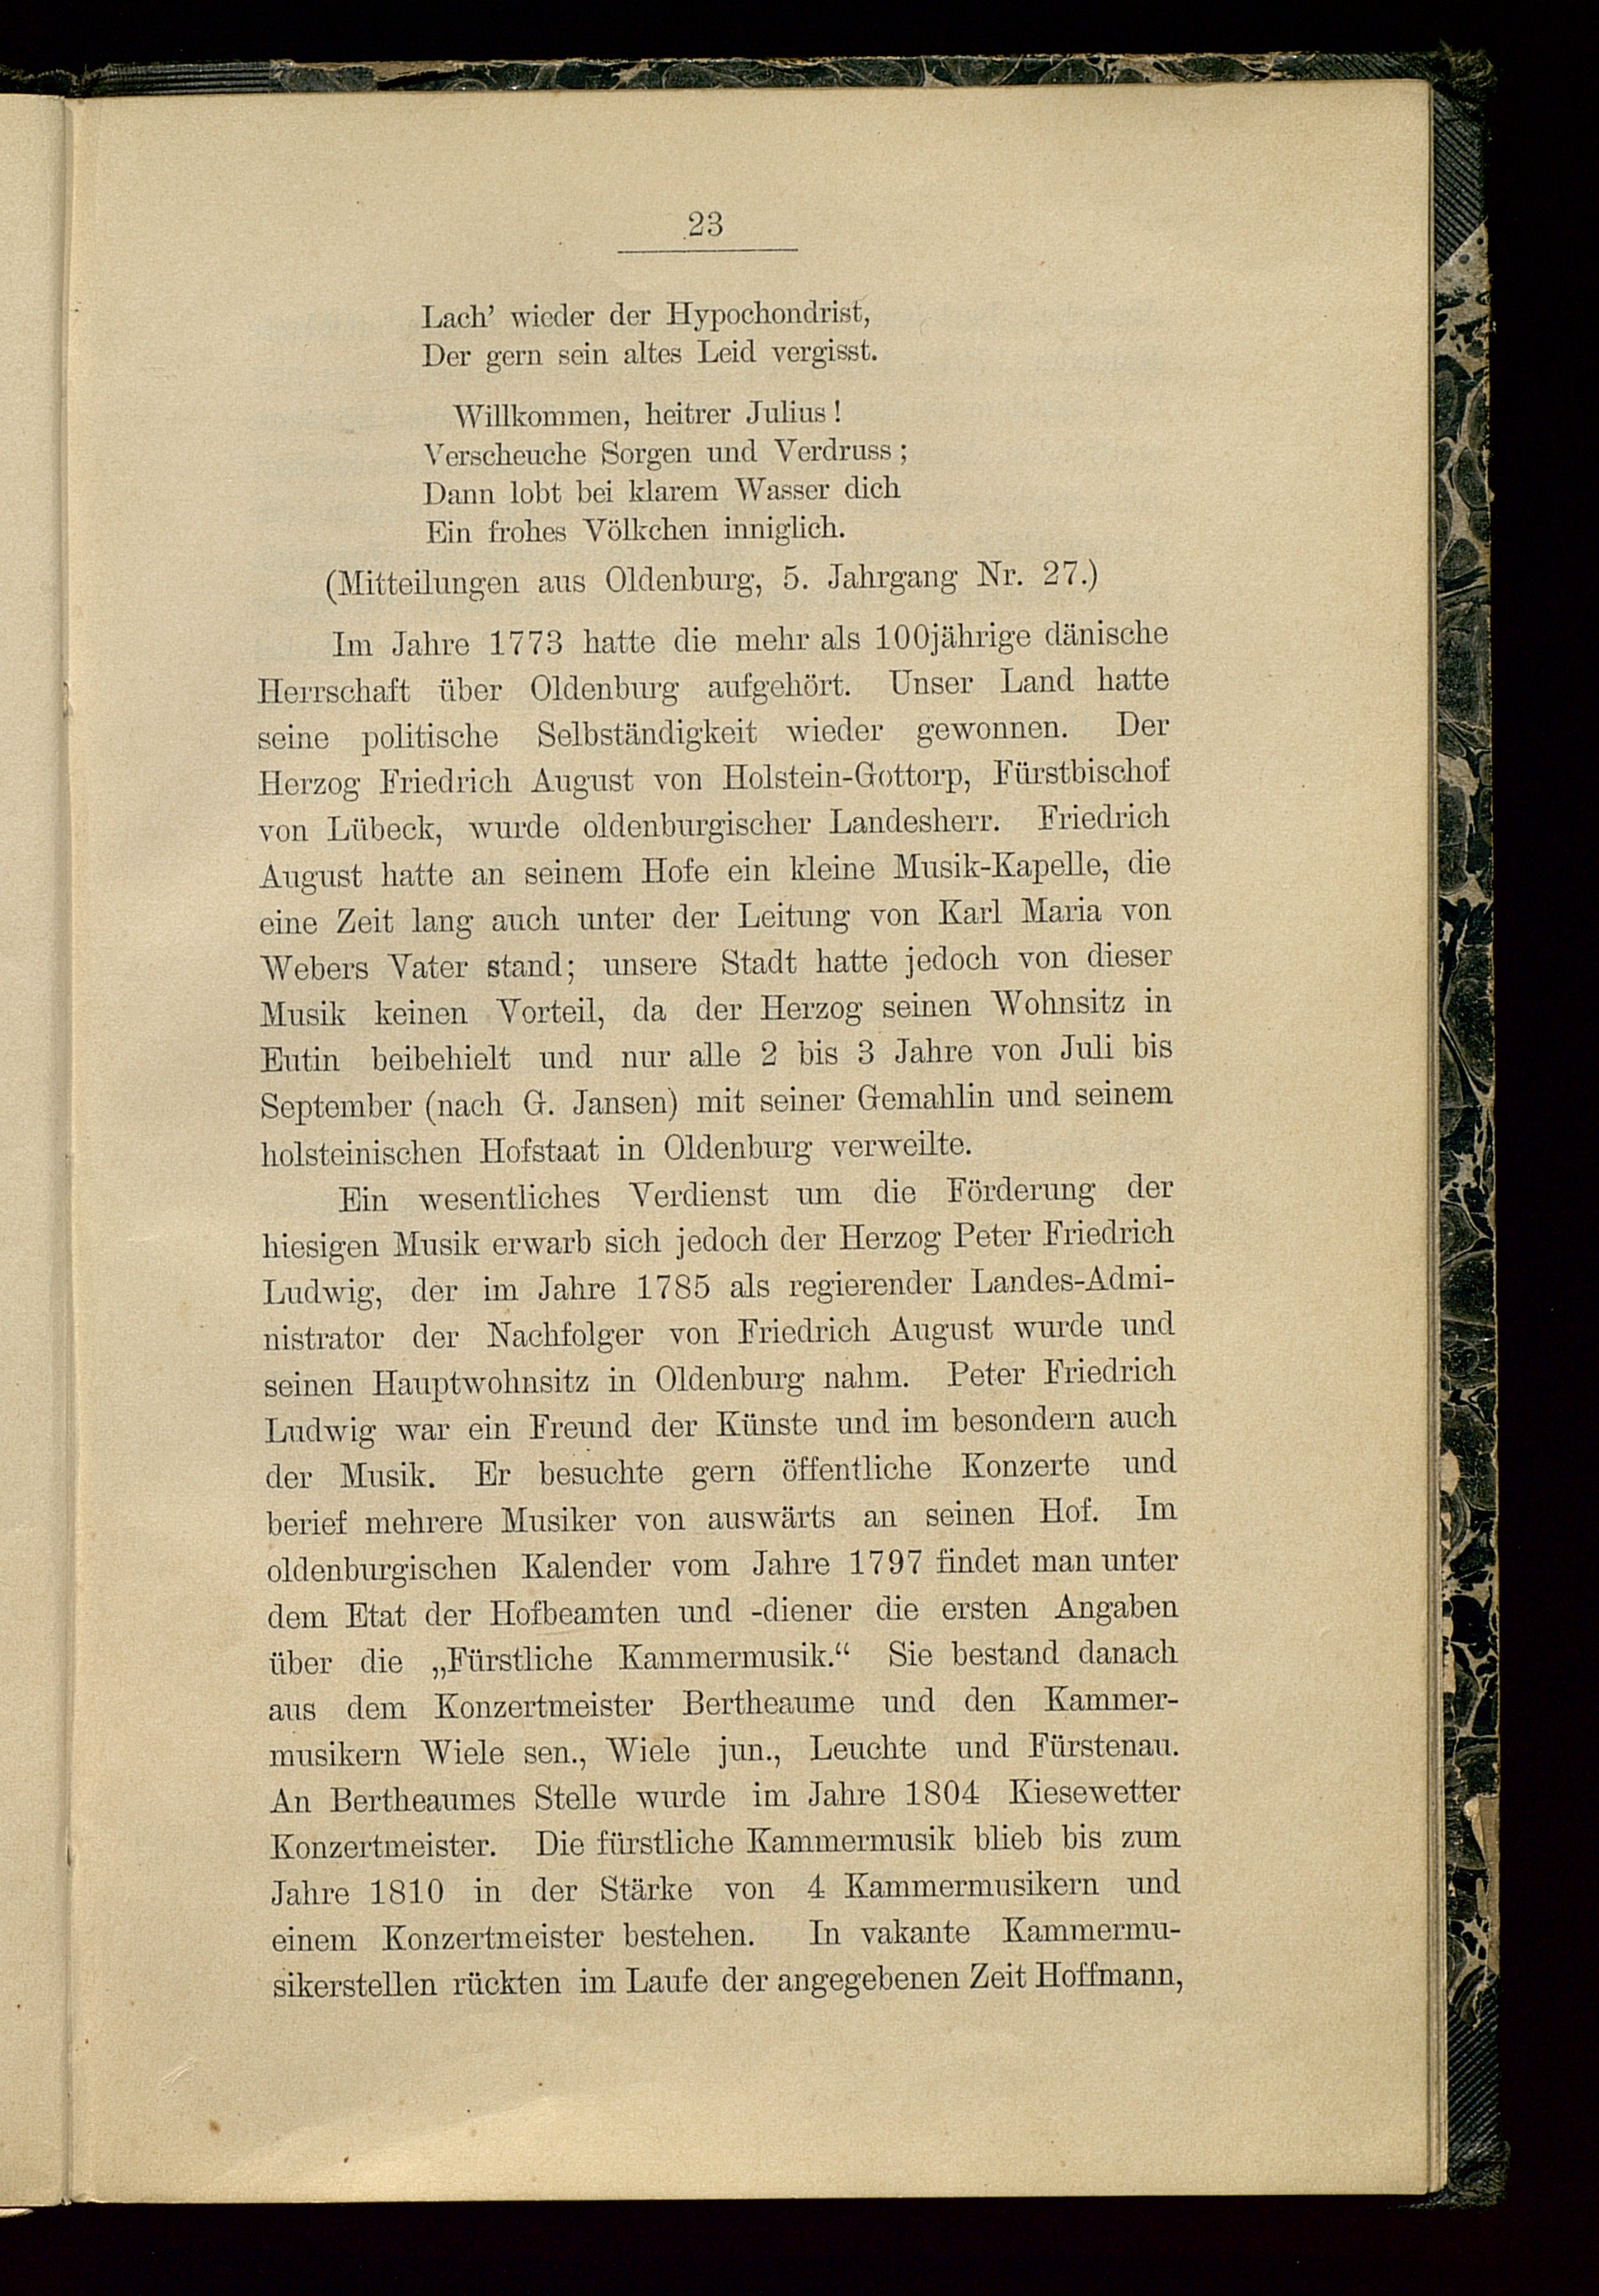 23
Lach' wieder der Hypochondrist,
Der gern sein altes Leid vergisst.
Willkommen, heitrer Julius!
Verscheuche Sorgen und Verdruss;
Dann lobt bei klarem Wasser dich
Ein frohes Völkchen inniglich.
(Mitteilungen aus Oldenburg, 5. Jahrgang Nr. 27.)
Im Jahre 1773 hatte die mehr als 100jährige dänische
Herrschaft über Oldenburg aufgehört. Unser Land hatte
seine politische Selbständigkeit wieder gewonnen. Der
Herzog Friedrich August von Holstein-Gottorp, Fürstbischof
von Lübeck, wurde oldenburgischer Landesherr. Friedrich
August hatte an seinem Hofe ein kleine Musik-Kapelle, die
eine Zeit lang auch unter der Leitung von Karl Maria von
Webers Vater stand; unsere Stadt hatte jedoch von dieser
Musik keinen Vorteil, da der Herzog seinen Wohnsitz in
Eutin beibehielt und nur alle 2 bis 3 Jahre von Juli bis
September (nach G. Jansen) mit seiner Gemahlin und seinem
holsteinischen Hofstaat in Oldenburg verweilte.
Ein wesentliches Verdienst um die Förderung der
hiesigen Musik erwarb sich jedoch der Herzog Peter Friedrich
Ludwig, der im Jahre 1785 als regierender Landes-Admi-
nistrator der Nachfolger von Friedrich August wurde und
seinen Hauptwohnsitz in Oldenburg nahm. Peter Friedrich
Ludwig war ein Freund der Künste und im besondern auch
der Musik. Er besuchte gern öffentliche Konzerte und
berief mehrere Musiker von auswärts an seinen Hof. Im
oldenburgischen Kalender vom Jahre 1797 findet man unter
dem Etat der Hofbeamten und -diener die ersten Angaben
über die „Fürstliche Kammermusik.“ Sie bestand danach
aus dem Konzertmeister Bertheaume und den Kammer-
musikern Wiele sen., Wiele jun., Leuchte und Fürstenau.
An Bertheaumes Stelle wurde im Jahre 1804 Kiesewetter
Konzertmeister. Die fürstliche Kammermusik blieb bis zum
Jahre 1810 in der Stärke von 4 Kammermusikern und
einem Konzertmeister bestehen. In vakante Kammermu-
sikerstellen rückten im Laufe der angegebenen Zeit Hoffmann,